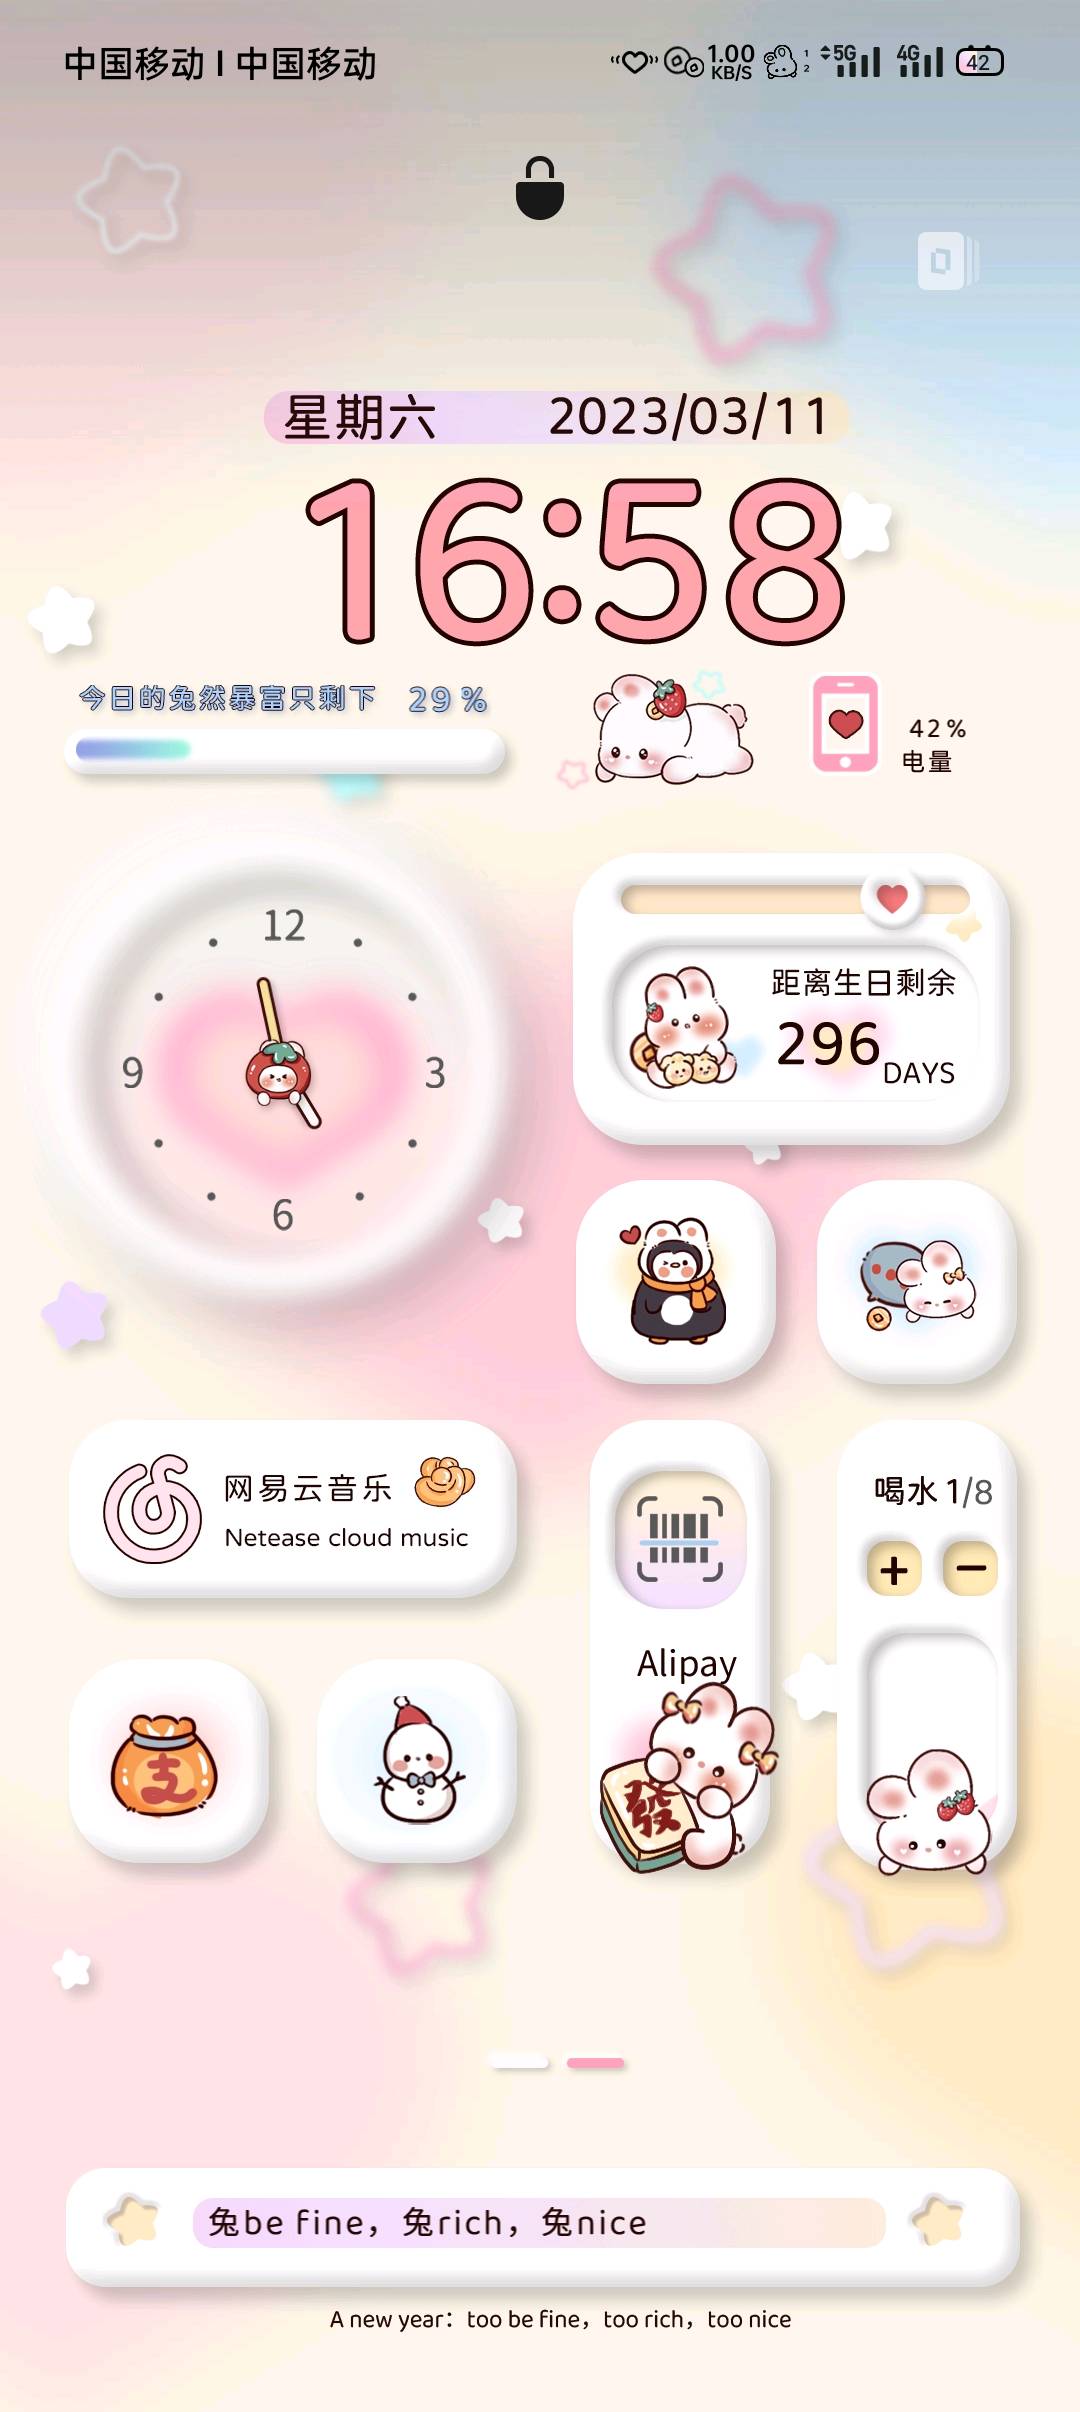 中国移动 | 中国移动
1.00 KB/S
1
2
5G
4G
42
星期六 2023/03/11
16:58
今日的兔然暴富只剩下 29%
42%
电量
12
9
3
6
距离生日剩余
296 DAYS
网易云音乐
Netease cloud music
喝水 1/8
+ −
Alipay
支
發
兔be fine，兔rich，兔nice
A new year：too be fine，too rich，too nice